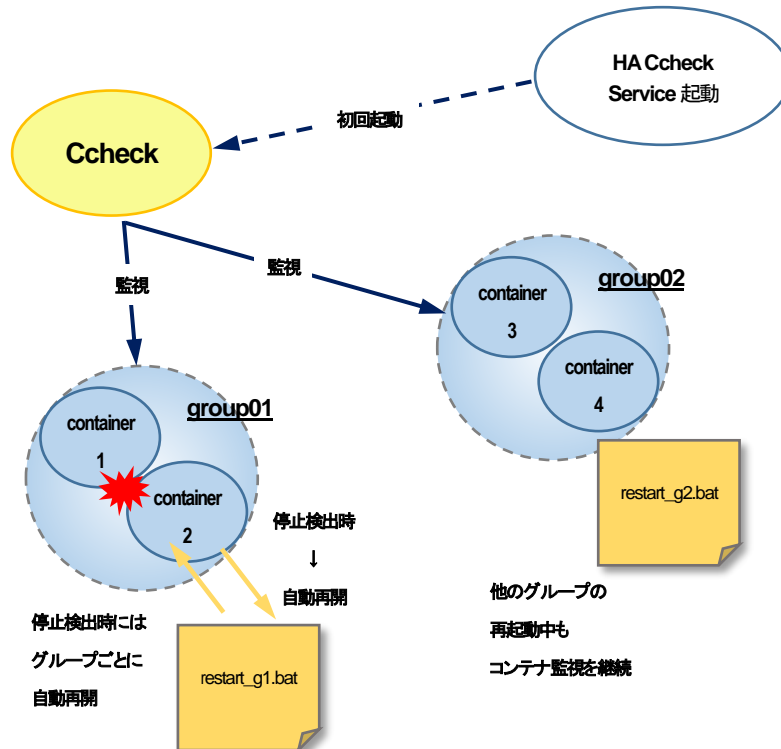 HA Ccheck
Service 起動
初回起動
Ccheck
監視
監視
group02
container
3
container
4
group01
container
1
container
2
restart_g2.bat
停止検出時
↓
自動再開
他のグループの
再起動中も
コンテナ監視を継続
停止検出時には
グループごとに
自動再開
restart_g1.bat